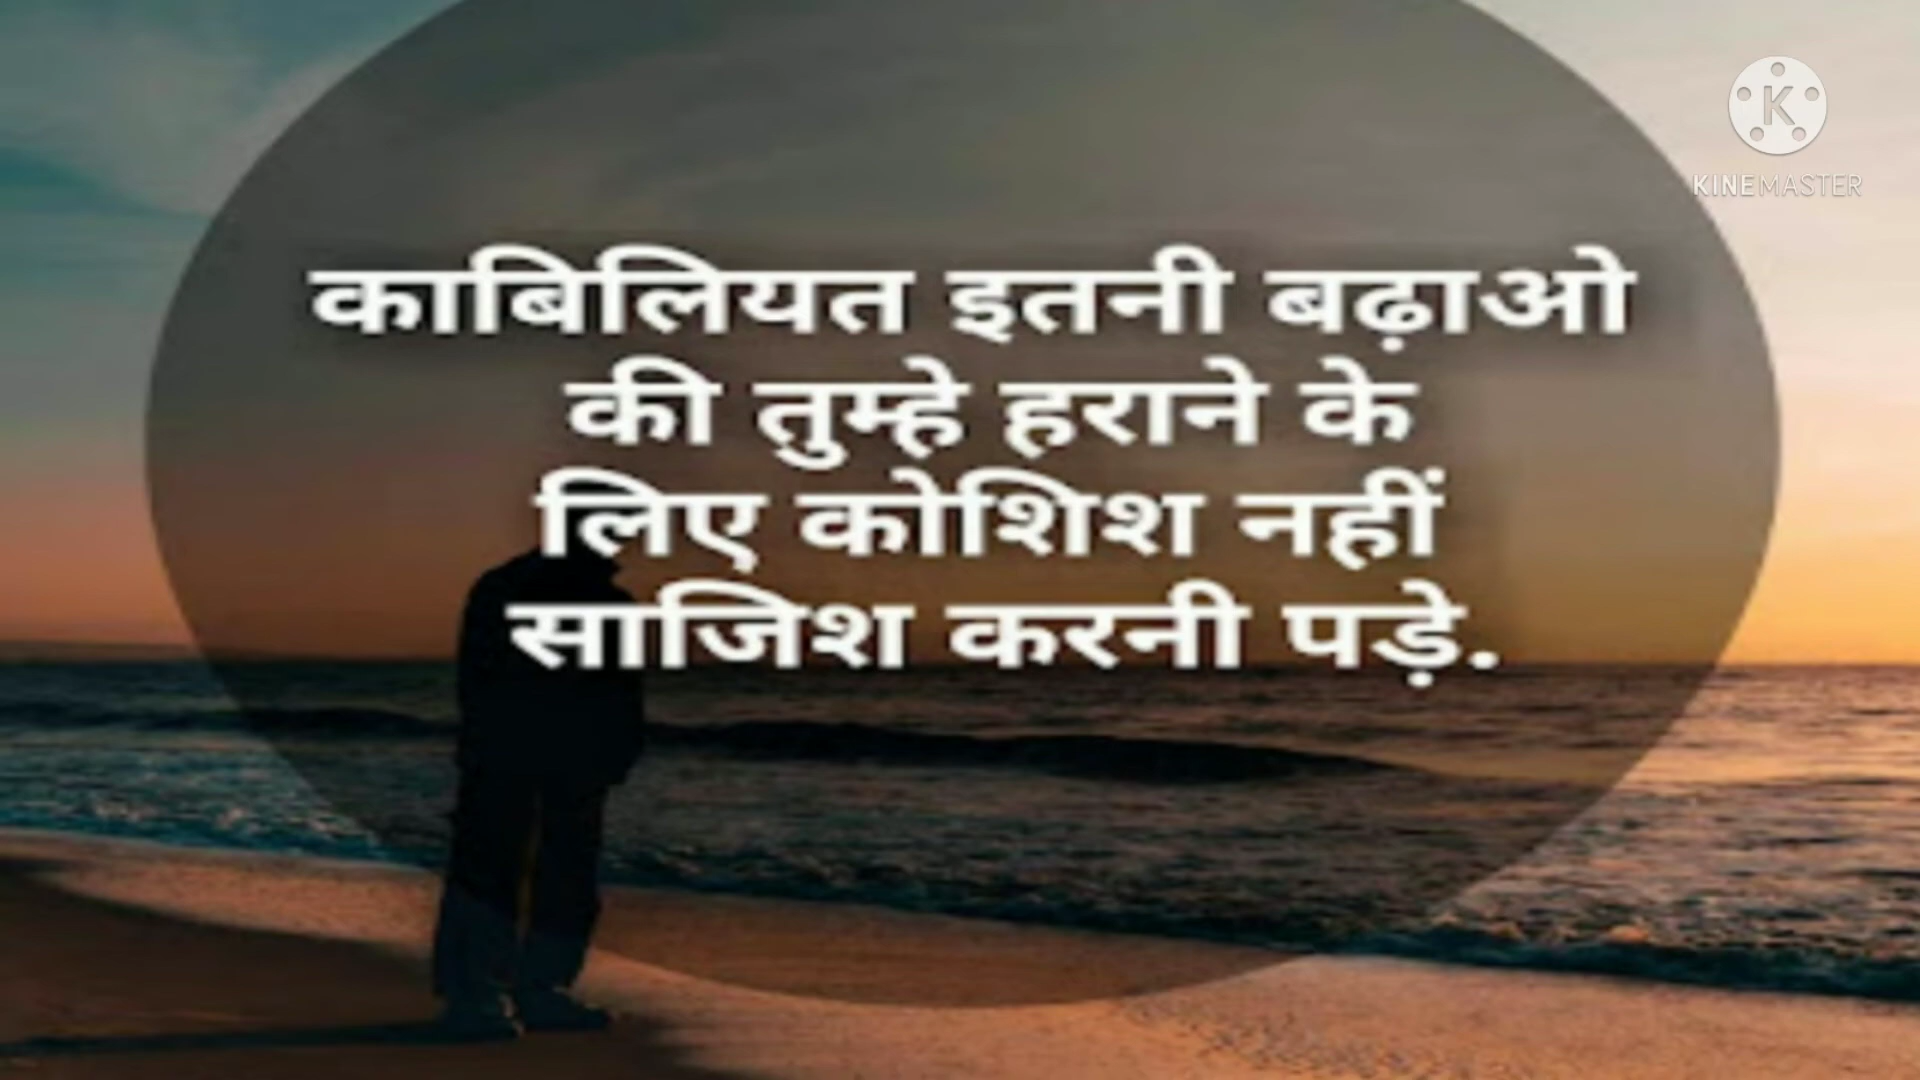 KINEMASTER
काबिलियत इतनी बढ़ाओ
की तुम्हे हराने के
लिए कोशिश नहीं
साजिश करनी पड़े.